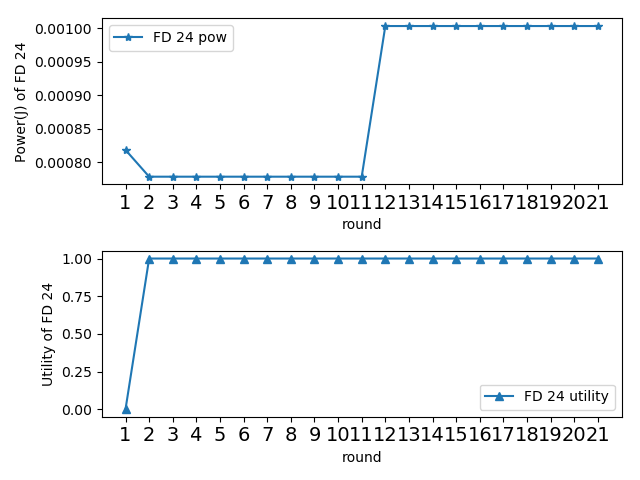 Power(J) of FD 24
0.00100
0.00095
0.00090
0.00085
0.00080
FD 24 pow
1 2 3 4 5 6 7 8 9 10 11 12 13 14 15 16 17 18 19 20 21
round
Utility of FD 24
1.00
0.75
0.50
0.25
0.00
FD 24 utility
1 2 3 4 5 6 7 8 9 10 11 12 13 14 15 16 17 18 19 20 21
round